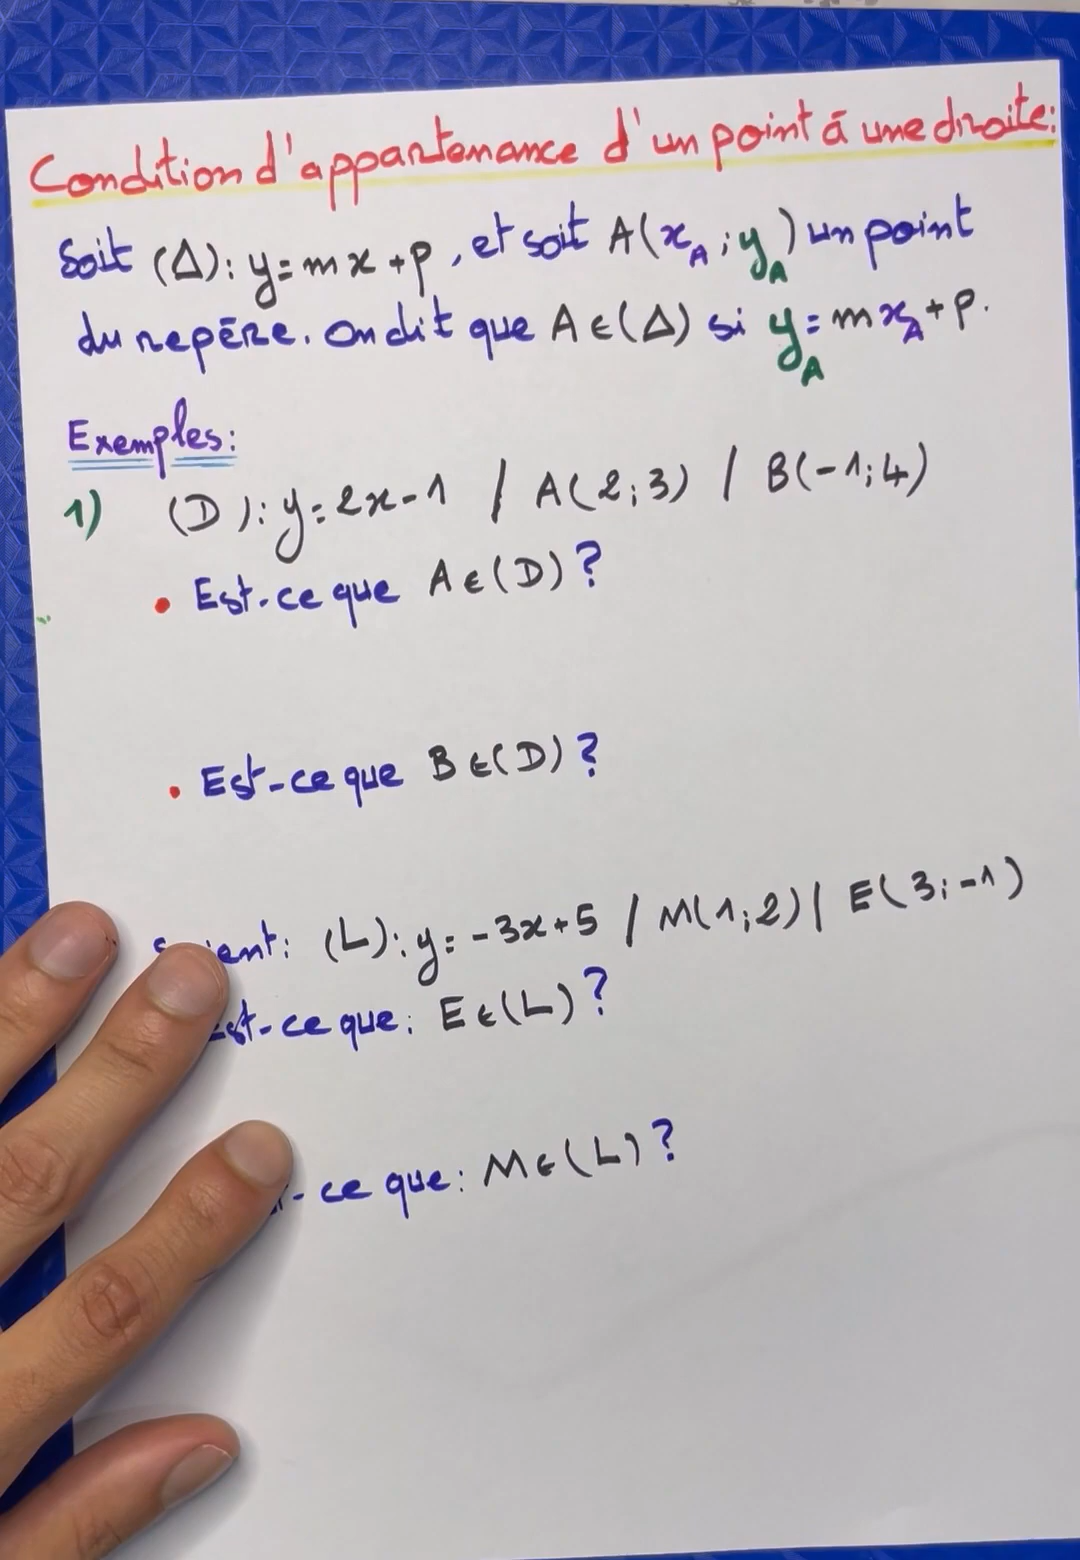 Condition d'appartenance d'un point à une droite:
Soit (Δ): y=mx+p, et soit A(x_A; y_A) un point
du repère. On dit que A ∈ (Δ) si y_A = m x_A + p.
Exemples:
1) (D): y=2x-1 / A(2;3) / B(-1;4)
• Est-ce que A ∈ (D) ?
• Est-ce que B ∈ (D) ?
(L): y=-3x+5 / M(1;2) / E(3;-1)
Est-ce que: E ∈ (L) ?
-ce que: M ∈ (L) ?